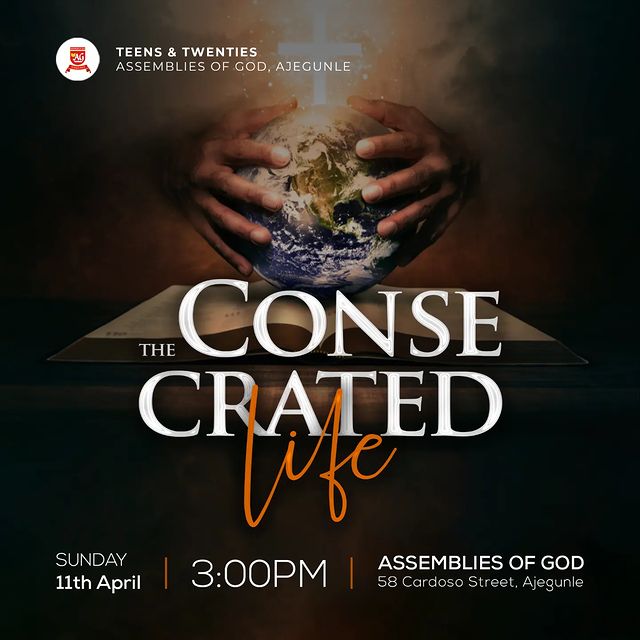 TEENS & TWENTIES
ASSEMBLIES OF GOD, AJEGUNLE
THE CONSE
CRATED
life
SUNDAY
11th April
3:00PM
ASSEMBLIES OF GOD
58 Cardoso Street, Ajegunle